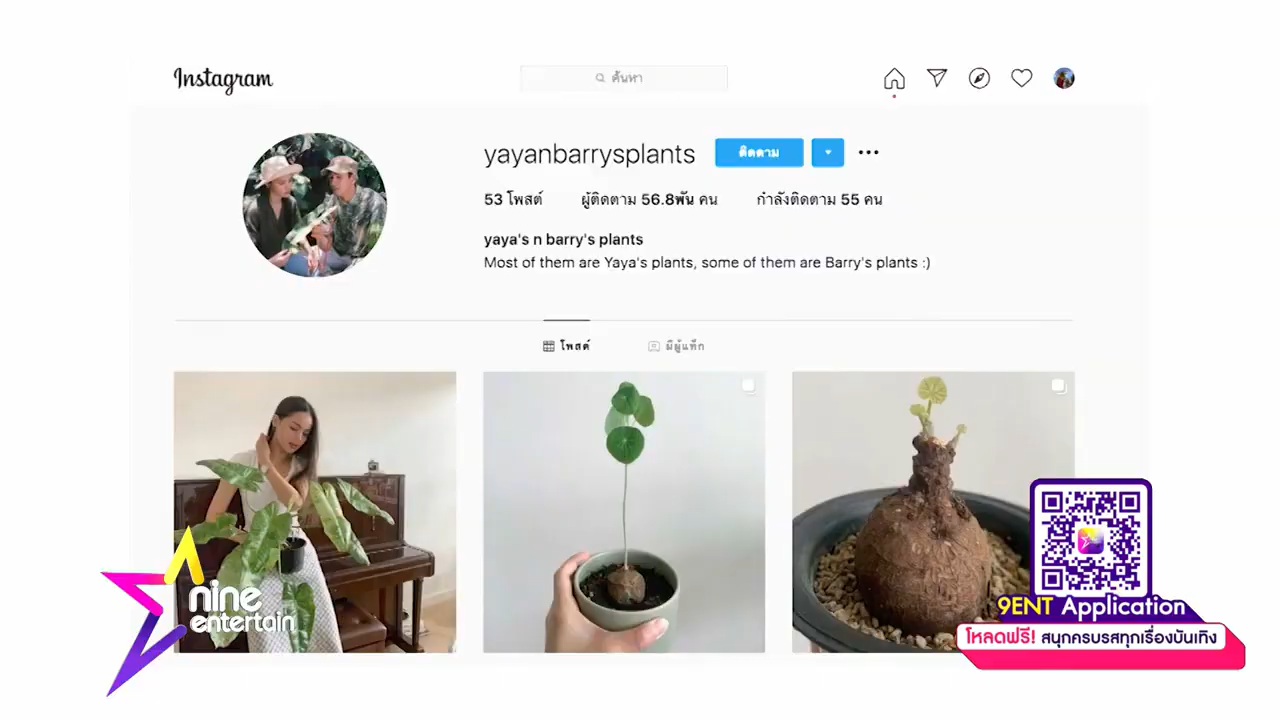 Instagram
ค้นหา
yayanbarrysplants
ติดตาม
53 โพสต์ ผู้ติดตาม 56.8พัน คน กำลังติดตาม 55 คน
yaya's n barry's plants
Most of them are Yaya's plants, some of them are Barry's plants :)
โพสต์ มีผู้แท็ก
nine
entertain
9ENT Application
โหลดฟรี! สนุกครบรสทุกเรื่องบันเทิง